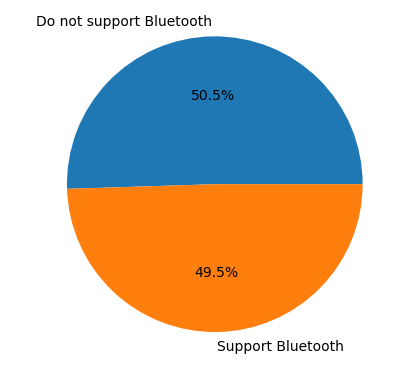 Do not support Bluetooth
50.5%
49.5%
Support Bluetooth